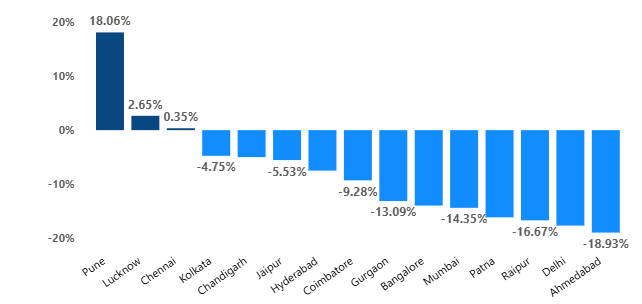 20%
10%
0%
-10%
-20%
18.06%
2.65%
0.35%
-4.75%
-5.53%
-9.28%
-13.09%
-14.35%
-16.67%
-18.93%
Pune
Lucknow
Chennai
Kolkata
Chandigarh
Jaipur
Hyderabad
Coimbatore
Gurgaon
Bangalore
Mumbai
Patna
Raipur
Delhi
Ahmedabad